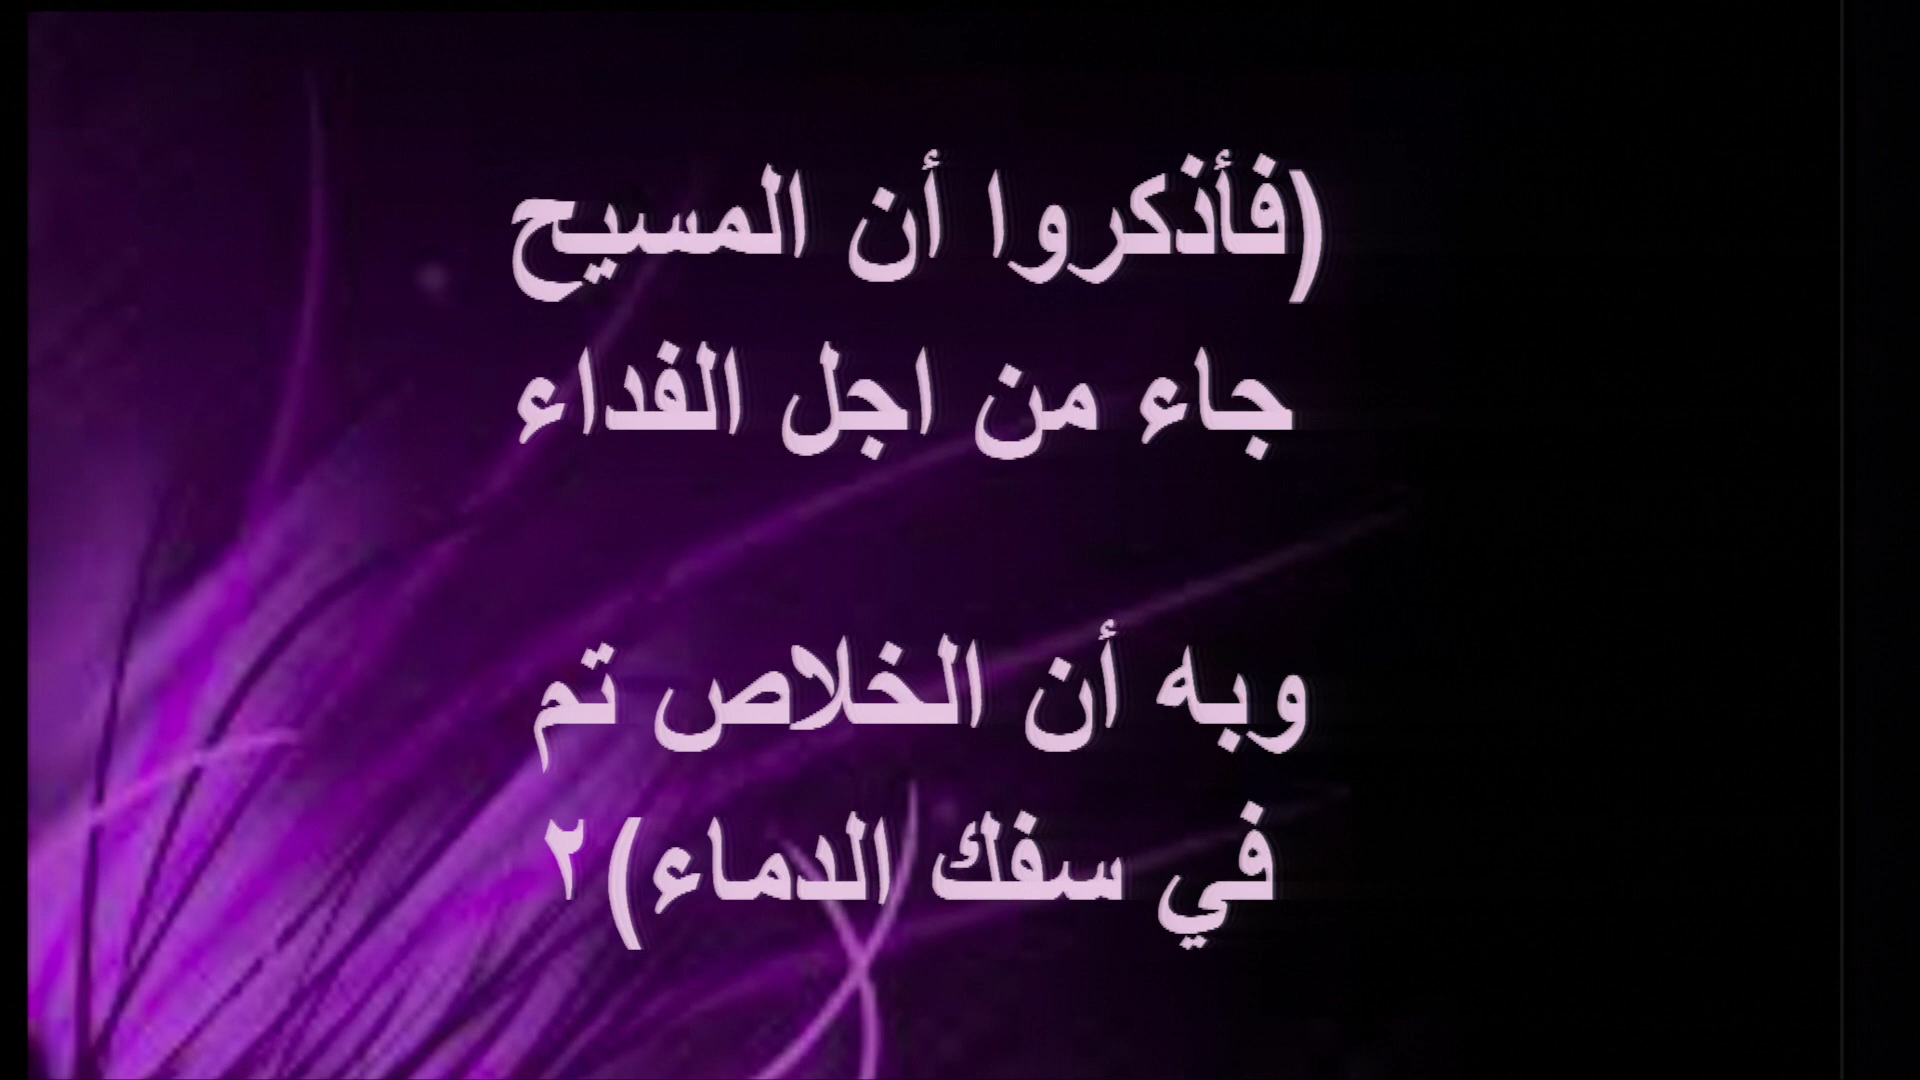 (فأذكروا أن المسيح
جاء من اجل الفداء
وبه أن الخلاص تم
في سفك الدماء)٢